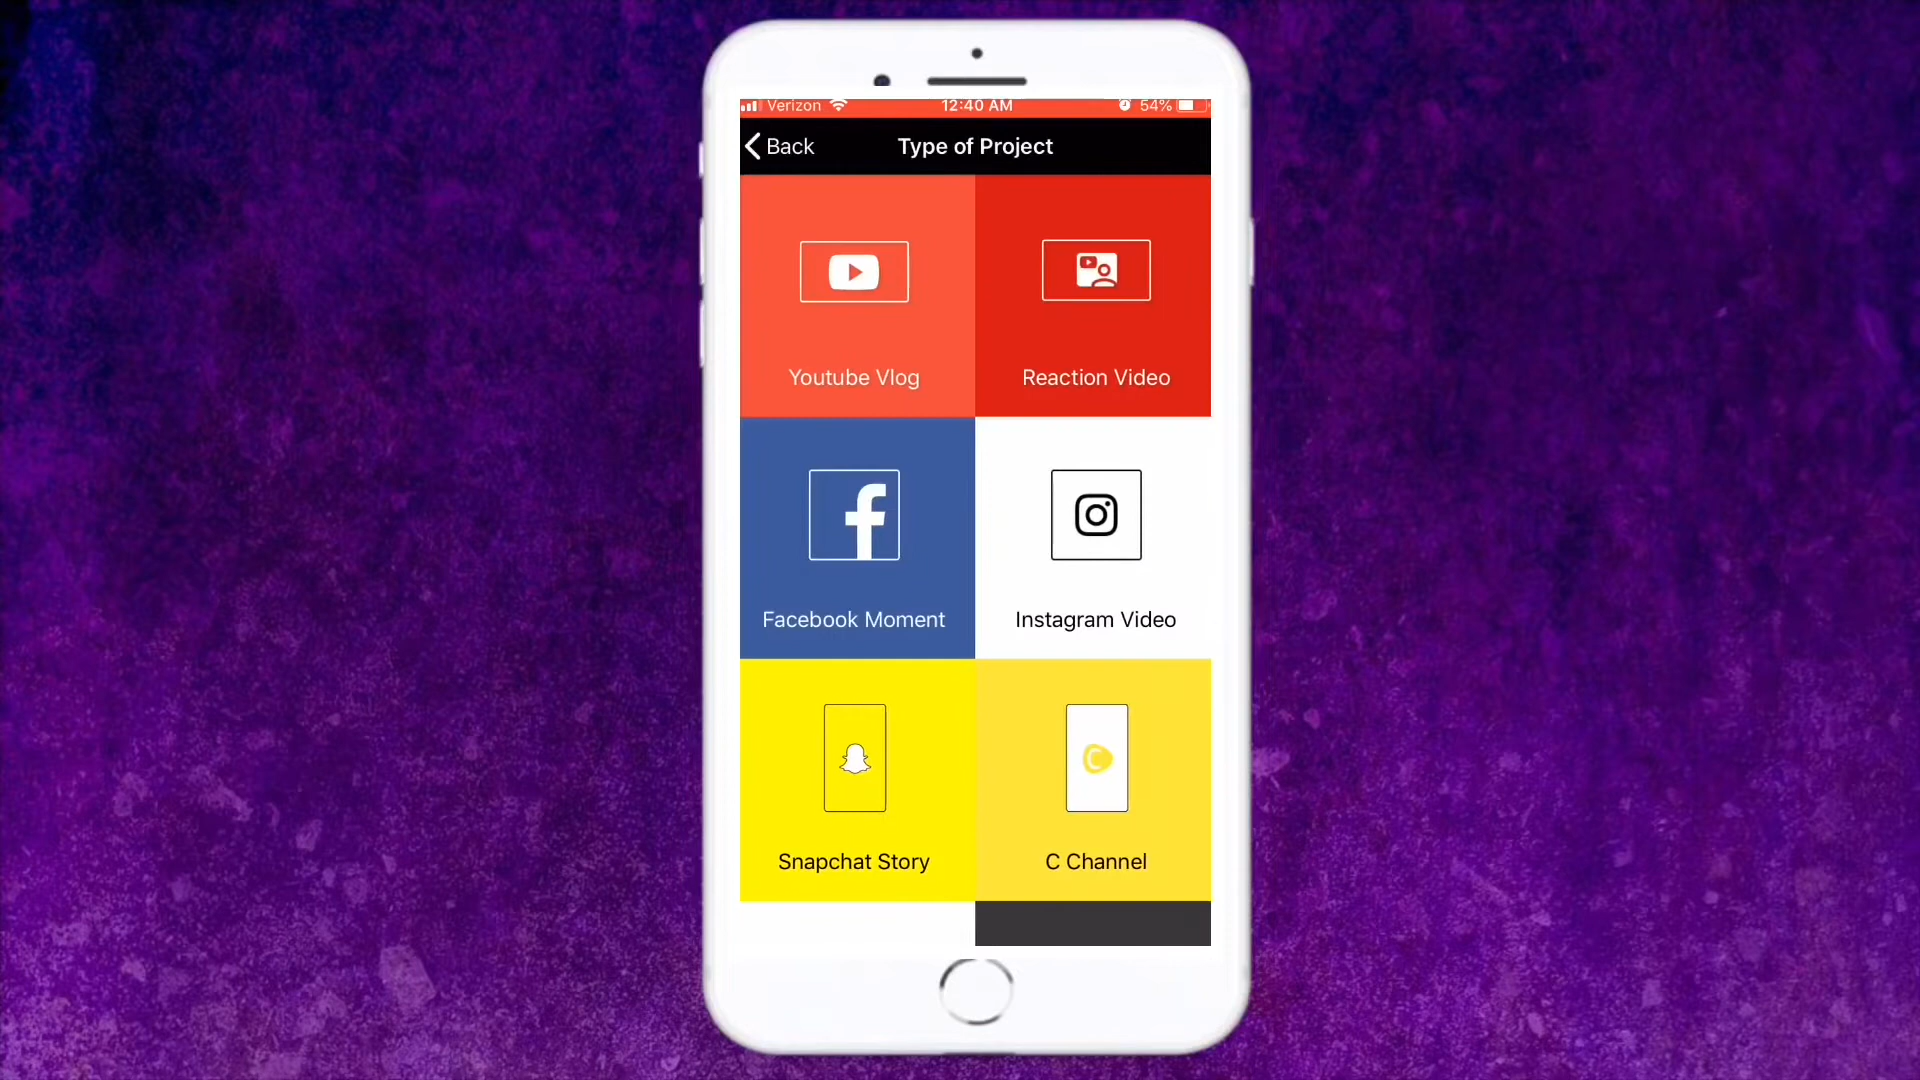 Verizon 12:40 AM 54%
Back Type of Project
Youtube Vlog Reaction Video
Facebook Moment Instagram Video
Snapchat Story C Channel